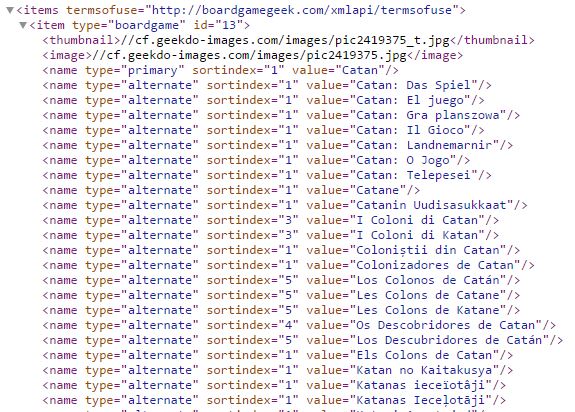 <items termsofuse="http://boardgamegeek.com/xmlapi/termsofuse">
<item type="boardgame" id="13">
<thumbnail>//cf.geekdo-images.com/images/pic2419375_t.jpg</thumbnail>
<image>//cf.geekdo-images.com/images/pic2419375.jpg</image>
<name type="primary" sortindex="1" value="Catan"/>
<name type="alternate" sortindex="1" value="Catan: Das Spiel"/>
<name type="alternate" sortindex="1" value="Catan: El juego"/>
<name type="alternate" sortindex="1" value="Catan: Gra planszowa"/>
<name type="alternate" sortindex="1" value="Catan: Il Gioco"/>
<name type="alternate" sortindex="1" value="Catan: Landnemarnir"/>
<name type="alternate" sortindex="1" value="Catan: O Jogo"/>
<name type="alternate" sortindex="1" value="Catan: Telepesei"/>
<name type="alternate" sortindex="1" value="Catane"/>
<name type="alternate" sortindex="1" value="Catanin Uudisasukkaat"/>
<name type="alternate" sortindex="3" value="I Coloni di Catan"/>
<name type="alternate" sortindex="3" value="I Coloni di Katan"/>
<name type="alternate" sortindex="1" value="Coloniștii din Catan"/>
<name type="alternate" sortindex="1" value="Colonizadores de Catan"/>
<name type="alternate" sortindex="5" value="Los Colonos de Catán"/>
<name type="alternate" sortindex="5" value="Les Colons de Catane"/>
<name type="alternate" sortindex="5" value="Les Colons de Katane"/>
<name type="alternate" sortindex="4" value="Os Descobridores de Catan"/>
<name type="alternate" sortindex="5" value="Los Descubridores de Catán"/>
<name type="alternate" sortindex="1" value="Els Colons de Catan"/>
<name type="alternate" sortindex="1" value="Katan no Kaitakusya"/>
<name type="alternate" sortindex="1" value="Katanas ieceļotāji"/>
<name type="alternate" sortindex="1" value="Katanas Ieceļotāji"/>